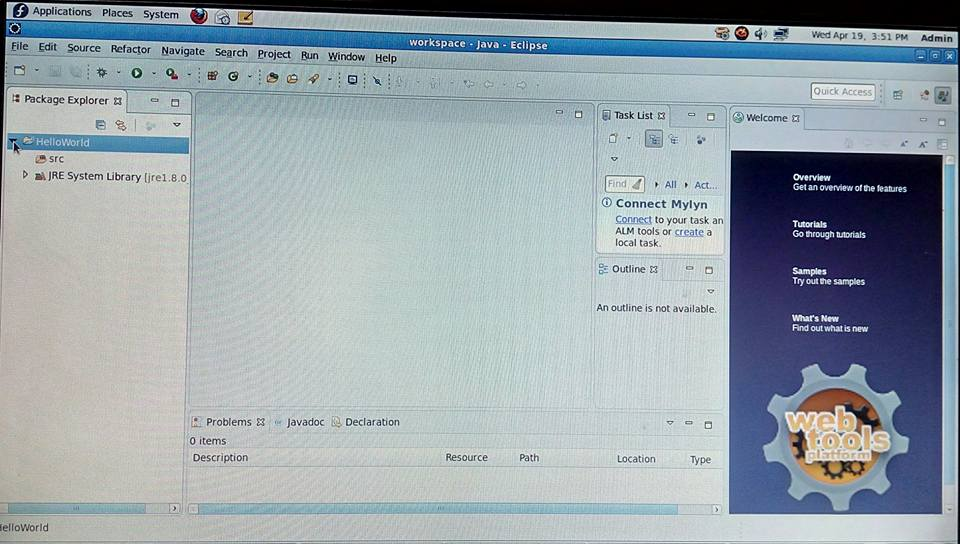 Applications Places System
Wed Apr 19, 3:51 PM Admin
workspace - Java - Eclipse
File Edit Source Refactor Navigate Search Project Run Window Help
Quick Access
Package Explorer
HelloWorld
src
JRE System Library [jre1.8.0
Task List
Find
All
Act...
Connect Mylyn
Connect to your task an
ALM tools or create a
local task.
Outline
An outline is not available.
Welcome
Overview
Get an overview of the features
Tutorials
Go through tutorials
Samples
Try out the samples
What's New
Find out what is new
web
tools
platform
Problems Javadoc Declaration
0 items
Description Resource Path Location Type
elloWorld